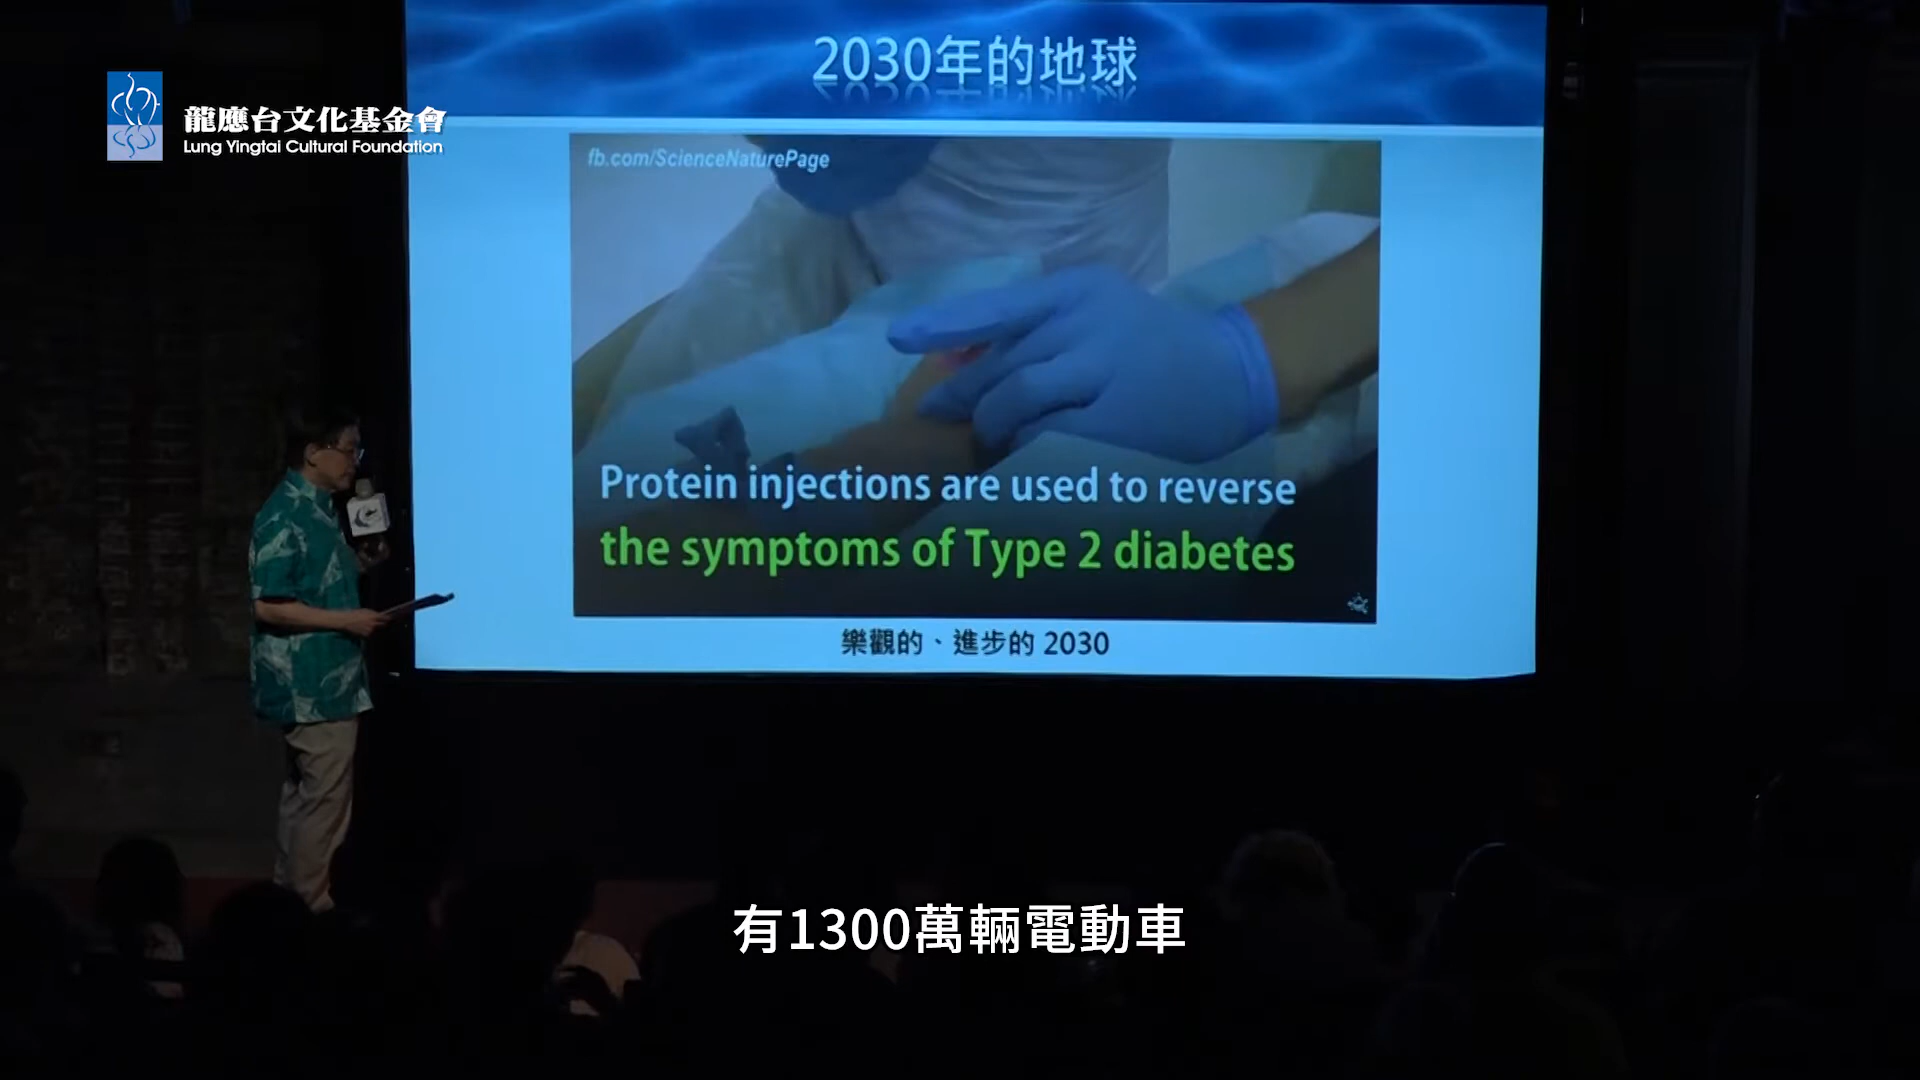 2030年的地球
龍應台文化基金會
Lung Yingtai Cultural Foundation
fb.com/ScienceNaturePage
Protein injections are used to reverse
the symptoms of Type 2 diabetes
樂觀的、進步的 2030
有1300萬輛電動車